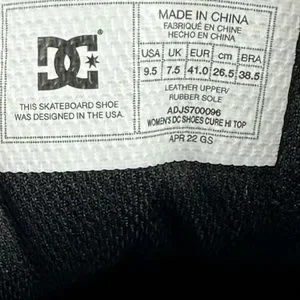 MADE IN CHINA
FABRIQUÉ EN CHINE
HECHO EN CHINA
USA UK EUR cm BRA
9.5 7.5 41.0 26.5 38.5
LEATHER UPPER/
RUBBER SOLE
ADJS700096
WOMEN'S DC SHOES CURE HI TOP
APR 22 GS
DC
THIS SKATEBOARD SHOE
WAS DESIGNED IN THE USA.